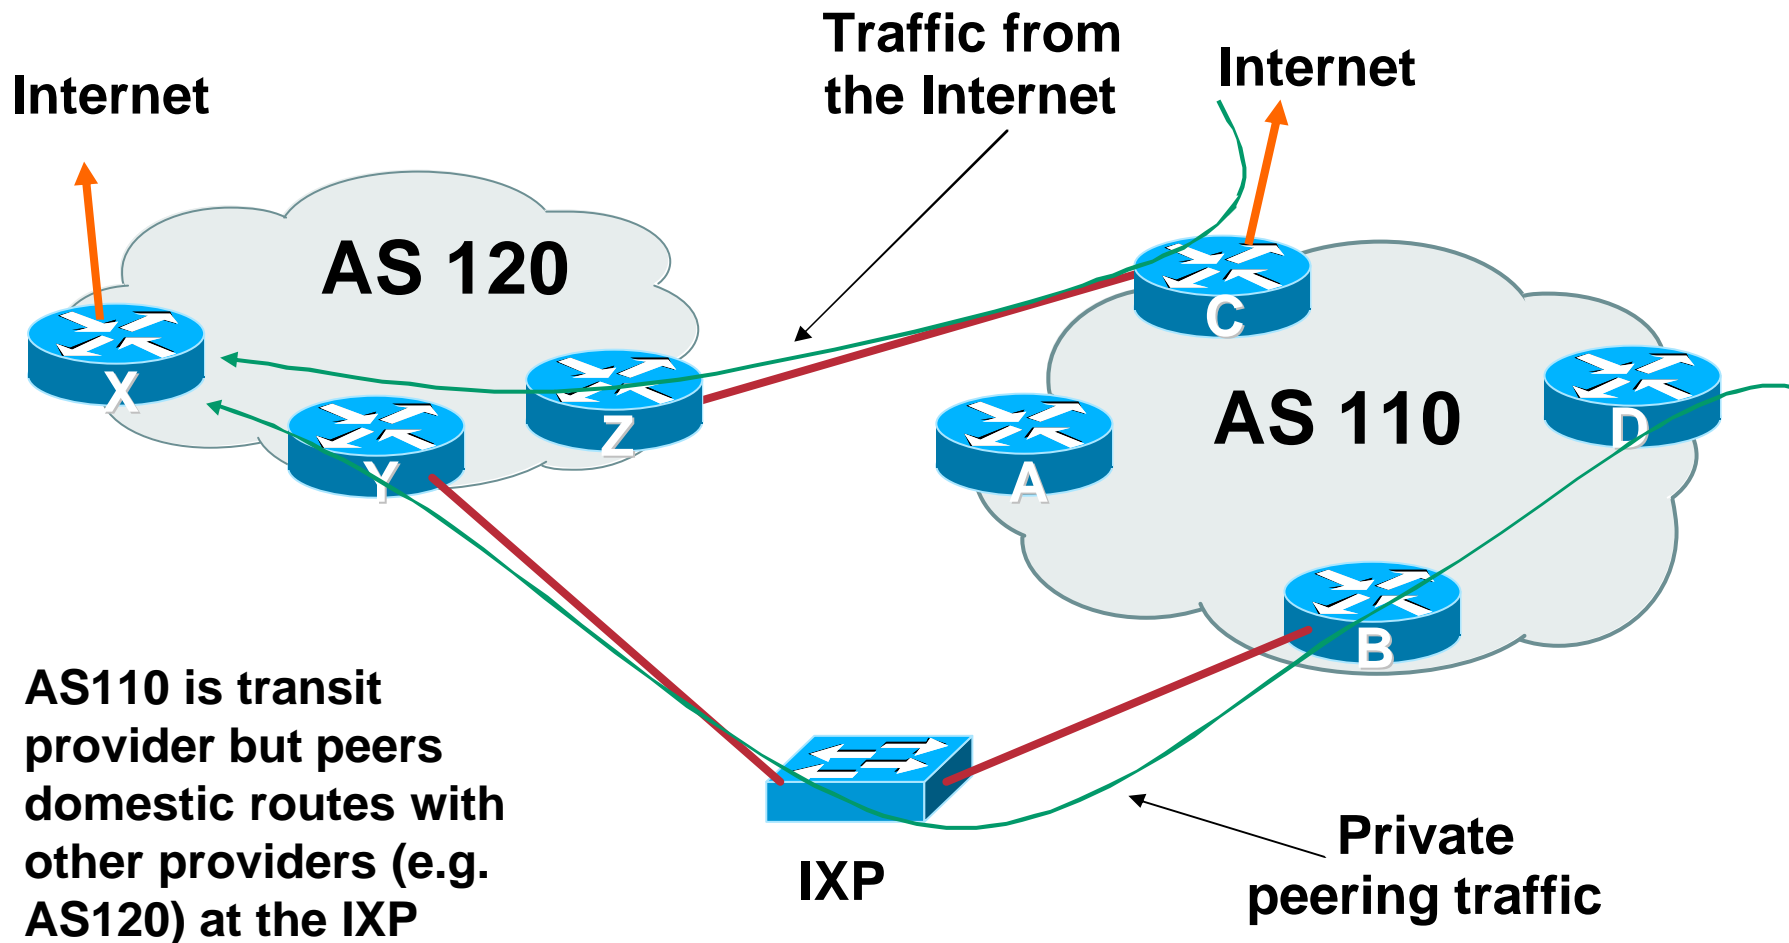 Traffic from
the Internet
Internet
Internet
AS 120
C
X
Z
Y
AS 110
D
A
B
AS110 is transit
provider but peers
domestic routes with
other providers (e.g.
AS120) at the IXP
IXP
Private
peering traffic